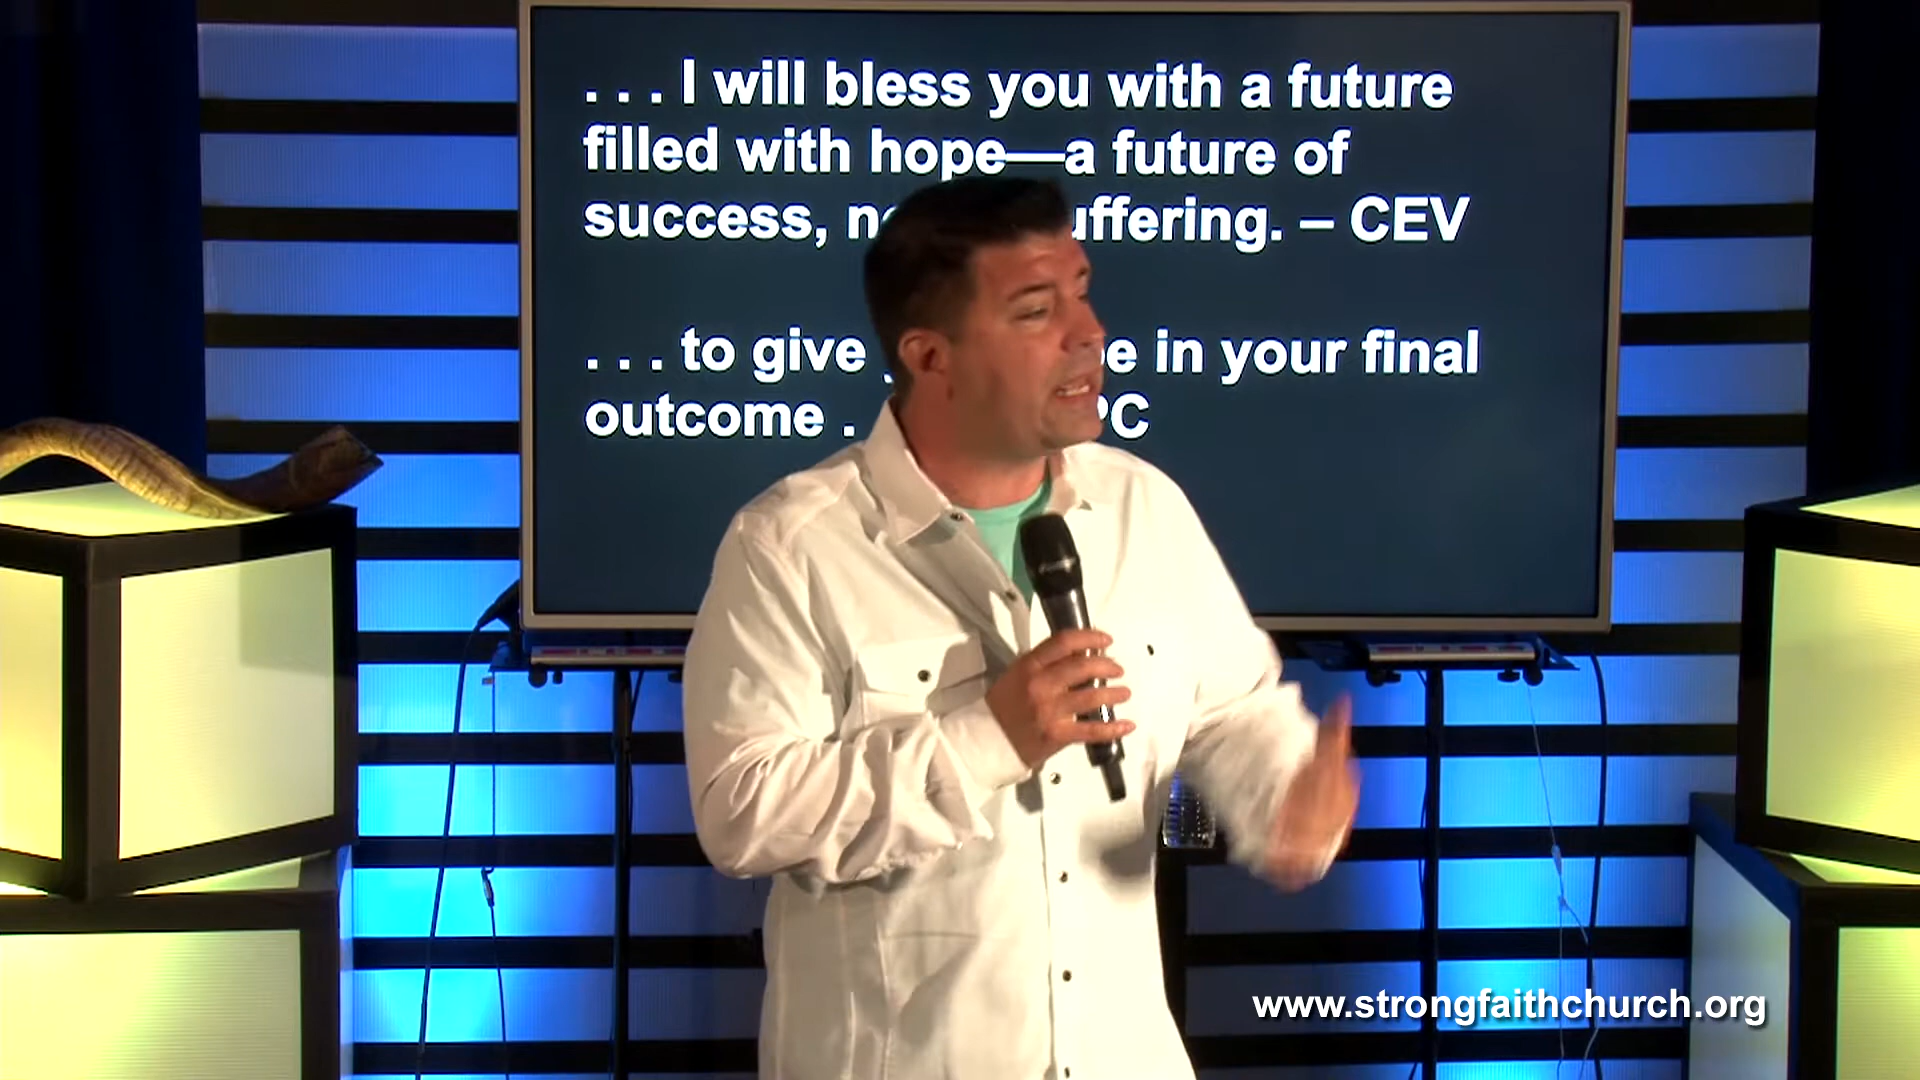 . . . I will bless you with a future
filled with hope—a future of
success, uffering. – CEV
. . . to give in your final
outcome . PC
www.strongfaithchurch.org